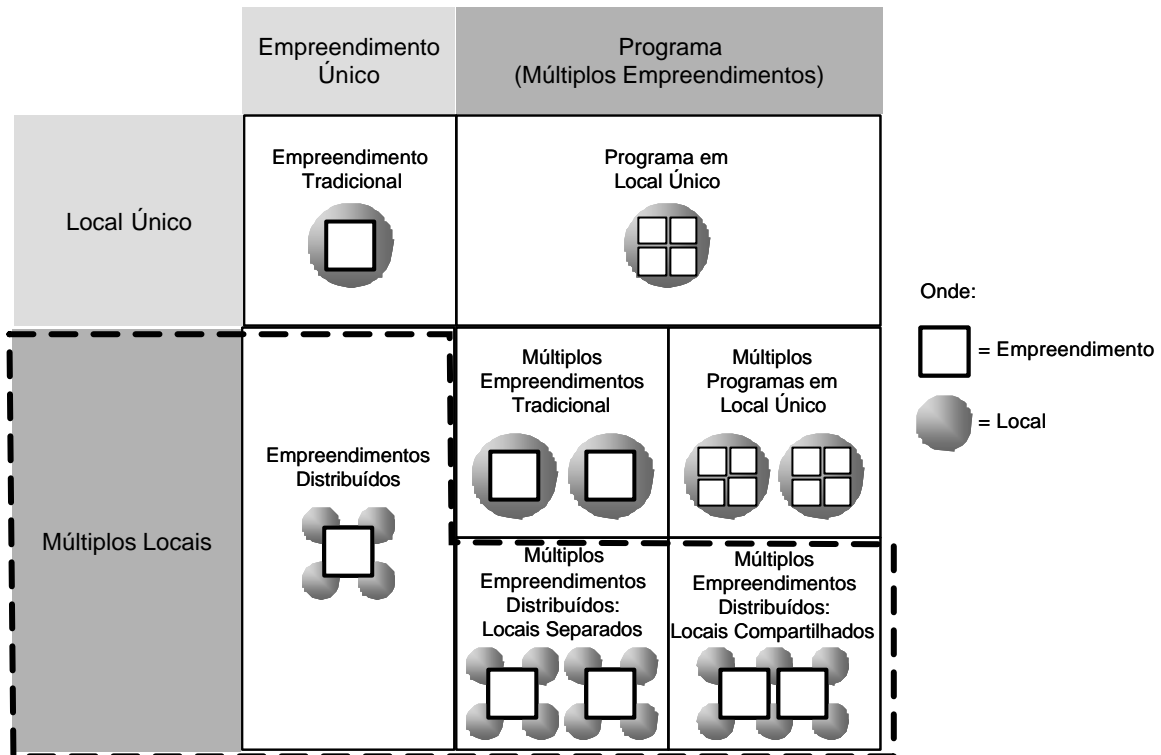 Empreendimento
Único
Programa
(Múltiplos Empreendimentos)
Local Único
Empreendimento
Tradicional
Programa em
Local Único
Onde:
= Empreendimento
= Local
Múltiplos Locais
Empreendimentos
Distribuídos
Múltiplos
Empreendimentos
Tradicional
Múltiplos
Programas em
Local Único
Múltiplos
Empreendimentos
Distribuídos:
Locais Separados
Múltiplos
Empreendimentos
Distribuídos:
Locais Compartilhados